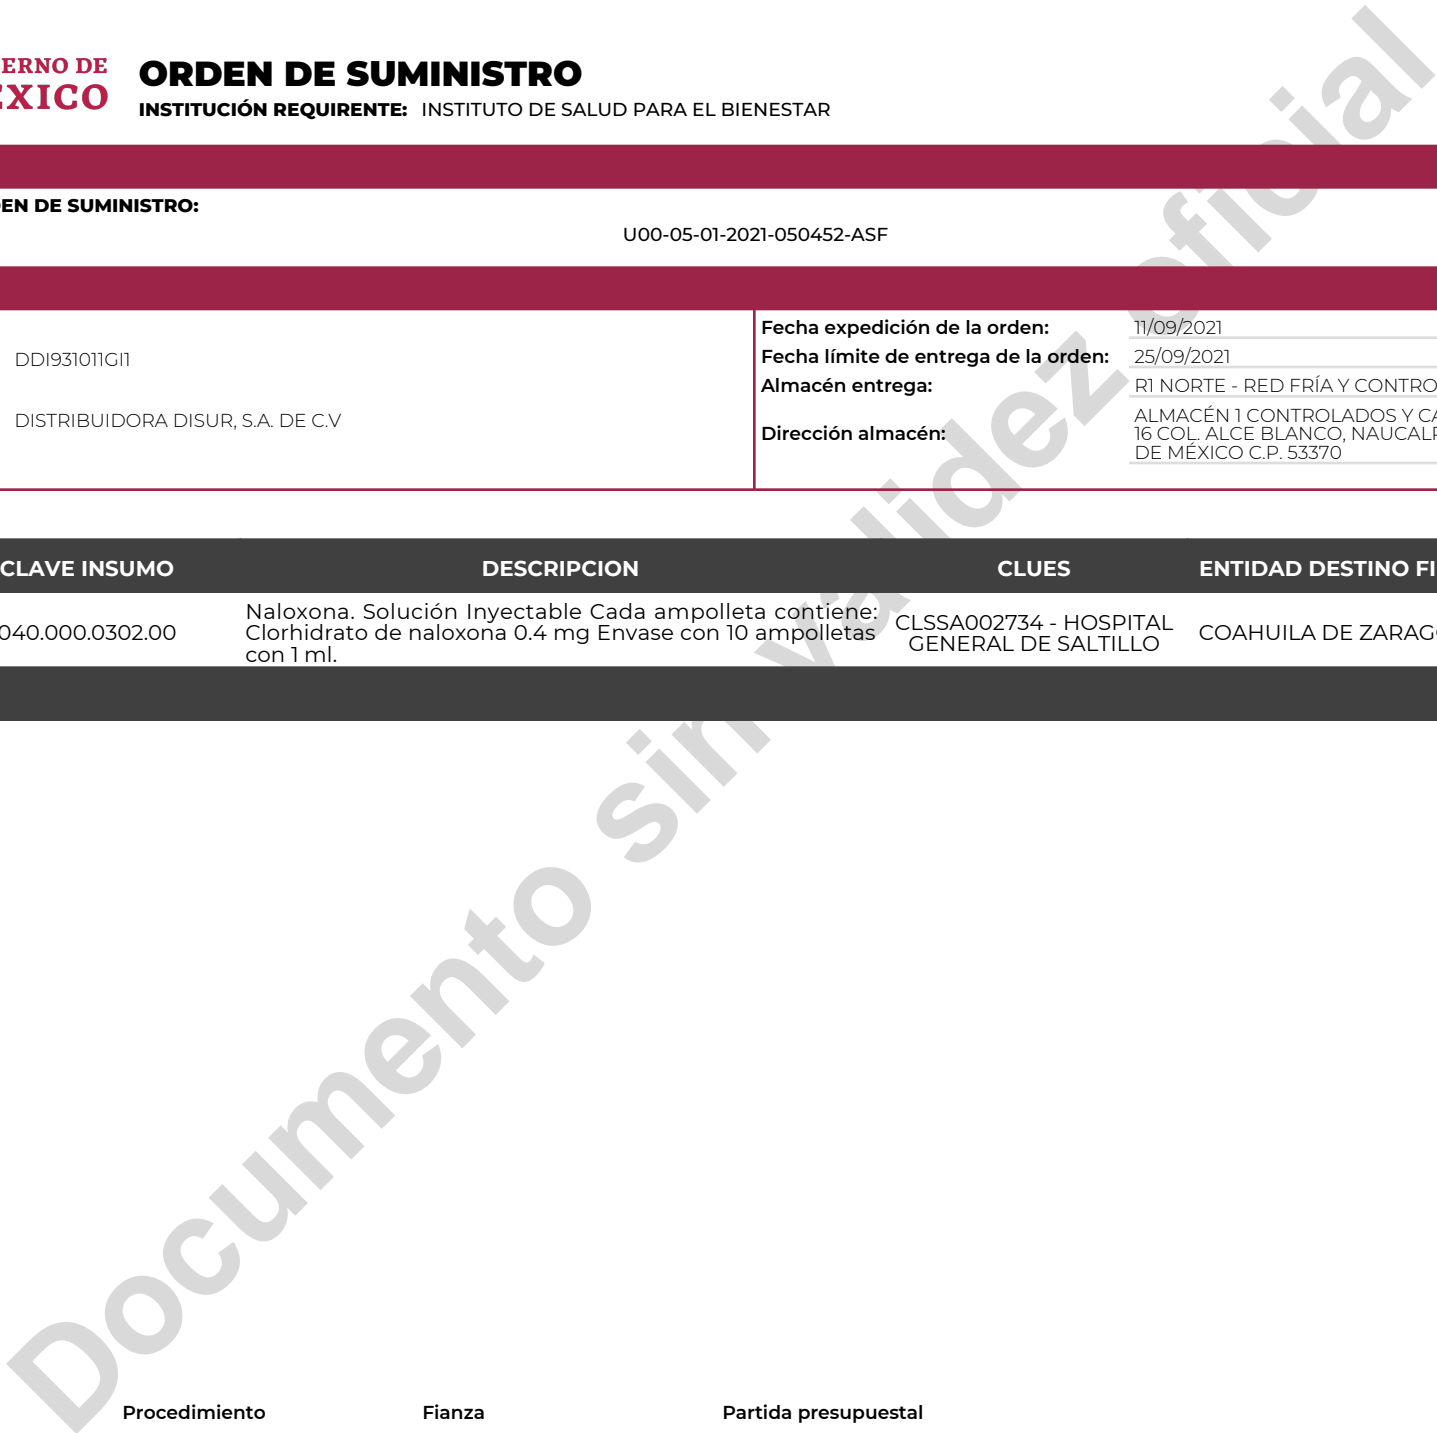 ERNO DE
ÉXICO
ORDEN DE SUMINISTRO
INSTITUCIÓN REQUIRENTE: INSTITUTO DE SALUD PARA EL BIENESTAR
EN DE SUMINISTRO:
U00-05-01-2021-050452-ASF
DDI931011GI1
DISTRIBUIDORA DISUR, S.A. DE C.V
Fecha expedición de la orden: 11/09/2021
Fecha límite de entrega de la orden: 25/09/2021
Almacén entrega: R1 NORTE - RED FRÍA Y CONTRO
Dirección almacén:
ALMACÉN 1 CONTROLADOS Y CA
16 COL. ALCE BLANCO, NAUCALP
DE MÉXICO C.P. 53370
CLAVE INSUMO DESCRIPCION CLUES ENTIDAD DESTINO FI
040.000.0302.00
Naloxona. Solución Inyectable Cada ampolleta contiene:
Clorhidrato de naloxona 0.4 mg Envase con 10 ampolletas
con 1 ml.
CLSSA002734 - HOSPITAL
GENERAL DE SALTILLO
COAHUILA DE ZARAG
Documento sin validez oficial
Procedimiento Fianza Partida presupuestal